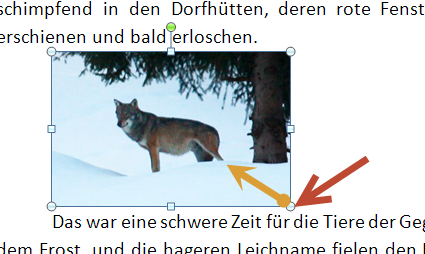 schimpfend in den Dorfhütten, deren rote Fenst
erschienen und bald erloschen.
Das war eine schwere Zeit für die Tiere der Geg
dem Frost, und die hageren Leichname fielen den